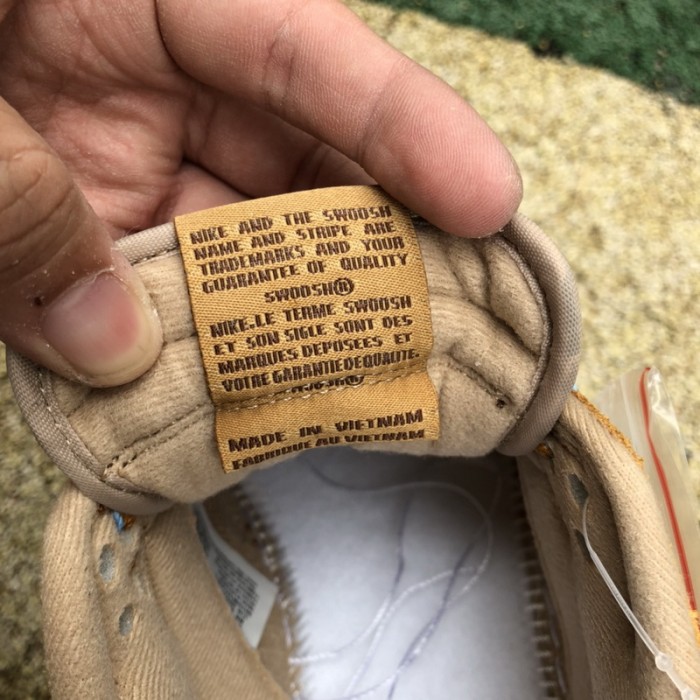 NIKE AND THE SWOOSH
NAME AND STRIPE ARE
TRADEMARKS AND YOUR
GUARANTEE OF QUALITY
SWOOSH®
NIKE.LE TERME SWOOSH
ET SON SIGLE SONT DES
MARQUES DEPOSEES ET
VOTRE GARANTIE DE QUALITE.
MADE IN VIETNAM
FABRIQUE AU VIETNAM